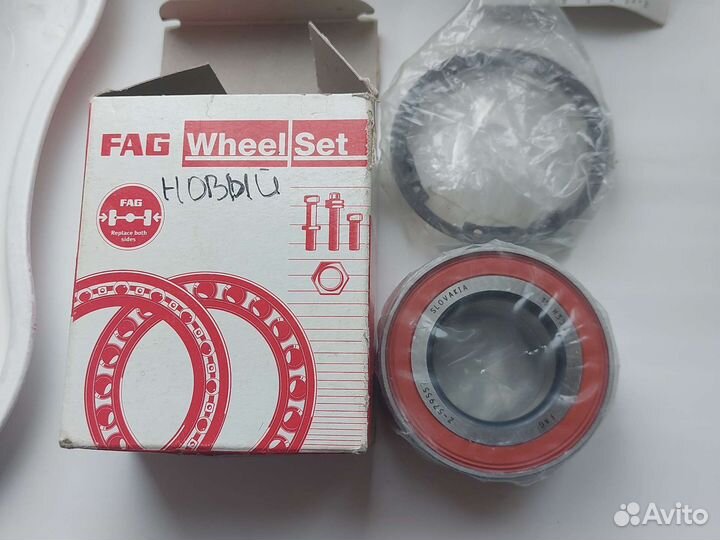 FAG Wheel Set
НОВЫЙ
FAG
Replace both
sides
SLOVAKIA
FAG
Avito